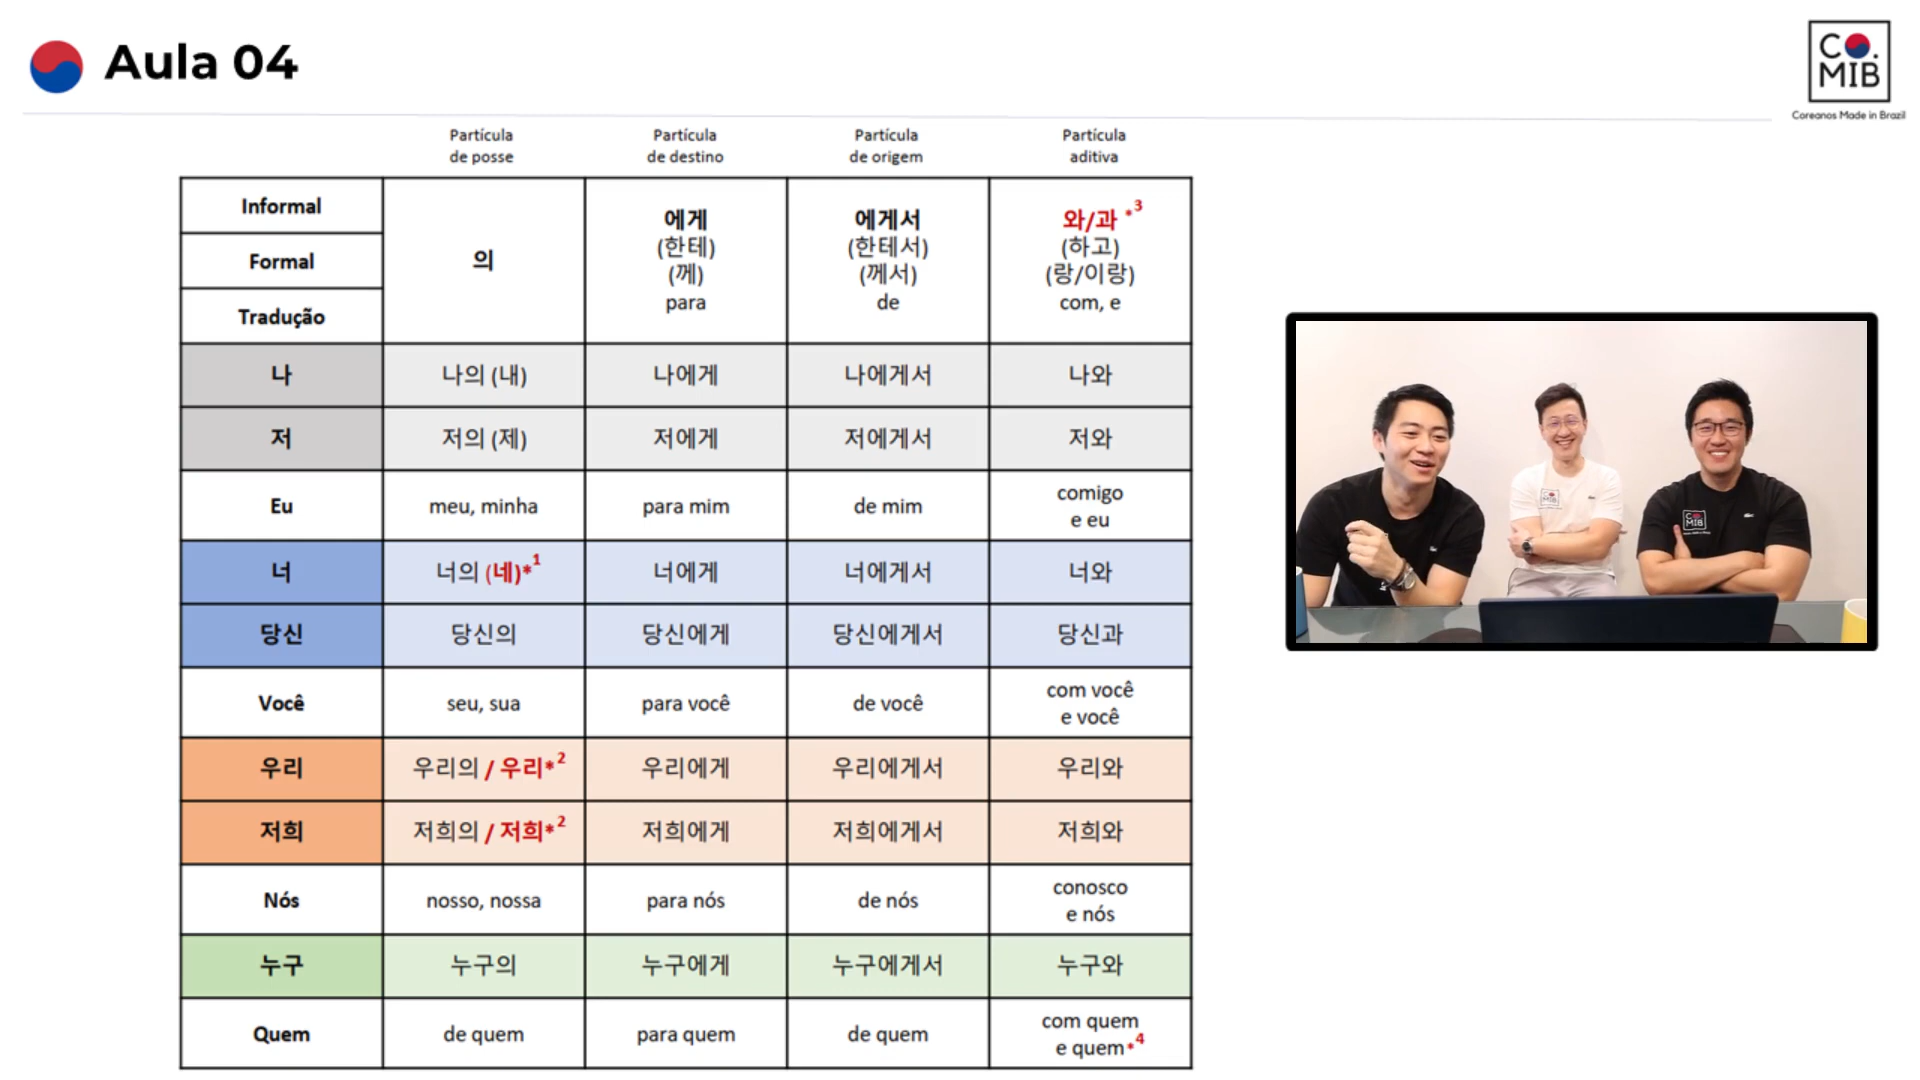 Aula 04
CO.
MIB
Coreanos Made in Brazil
Partícula
de posse
Partícula
de destino
Partícula
de origem
Partícula
aditiva
Informal
Formal
Tradução
의
에게
(한테)
(께)
para
에게서
(한테서)
(께서)
de
와/과 *3
(하고)
(랑/이랑)
com, e
나 나의 (내) 나에게 나에게서 나와
저 저의 (제) 저에게 저에게서 저와
Eu meu, minha para mim de mim comigo
e eu
너 너의 (네)*1 너에게 너에게서 너와
당신 당신의 당신에게 당신에게서 당신과
Você seu, sua para você de você com você
e você
우리 우리의 / 우리*2 우리에게 우리에게서 우리와
저희 저희의 / 저희*2 저희에게 저희에게서 저희와
Nós nosso, nossa para nós de nós conosco
e nós
누구 누구의 누구에게 누구에게서 누구와
Quem de quem para quem de quem com quem
e quem*4
CO.
MIB